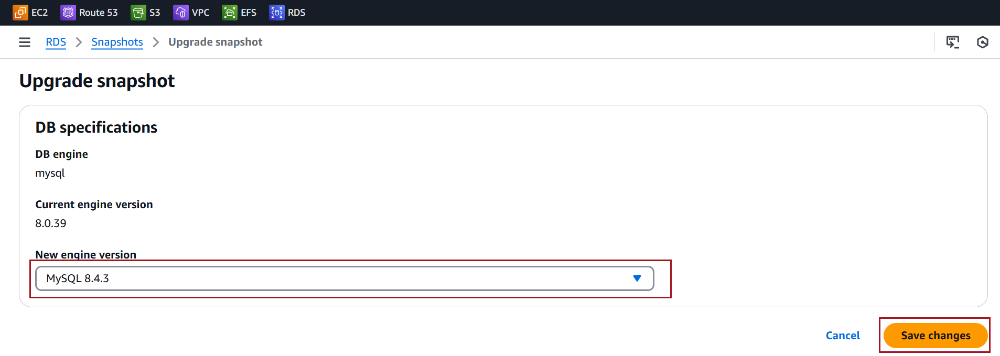 EC2 Route 53 S3 VPC EFS RDS
RDS Snapshots Upgrade snapshot
Upgrade snapshot
DB specifications
DB engine
mysql
Current engine version
8.0.39
New engine version
MySQL 8.4.3
Cancel Save changes